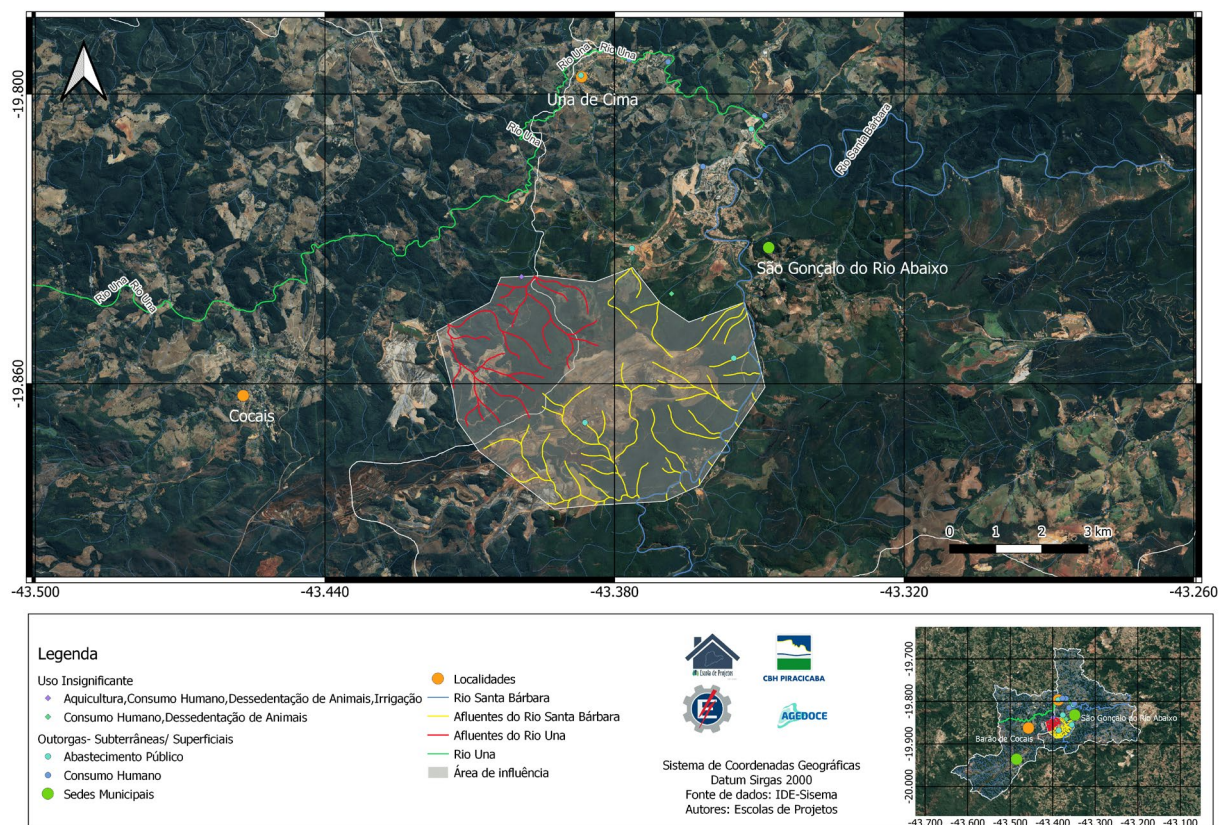 Rio Una
Rio Una
Una de Cima
Rio Una
Rio Santa Bárbara
São Gonçalo do Rio Abaixo
Rio Una
Rio Una
Cocais
0 1 2 3 km
-19.800
-19.860
-43.500 -43.440 -43.380 -43.320 -43.260
Legenda
Uso Insignificante
Aquicultura,Consumo Humano,Dessedentação de Animais,Irrigação
Consumo Humano,Dessedentação de Animais
Outorgas- Subterrâneas/ Superficiais
Abastecimento Público
Consumo Humano
Sedes Municipais
Localidades
Rio Santa Bárbara
Afluentes do Rio Santa Bárbara
Afluentes do Rio Una
Rio Una
Área de influência
Escola de Projetos
CBH PIRACICABA
E
AGEDOCE
Sistema de Coordenadas Geográficas
Datum Sirgas 2000
Fonte de dados: IDE-Sisema
Autores: Escolas de Projetos
-19.700
-19.800
-19.900
-20.000
São Gonçalo do Rio Abaixo
Barão de Cocais
-43.700 -43.600 -43.500 -43.400 -43.300 -43.200 -43.100